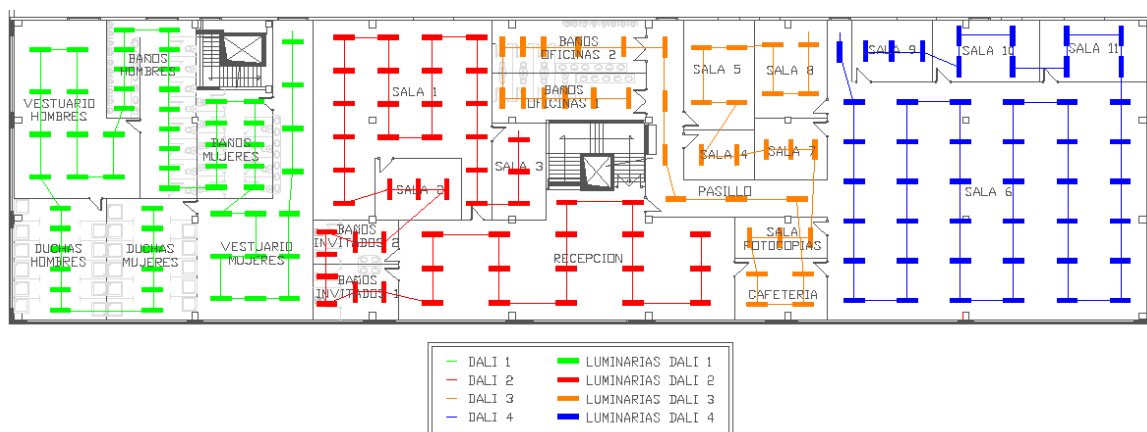 BAÑOS
HOMBRES
VESTUARIO
HOMBRES
BAÑOS
MUJERES
DUCHAS
HOMBRES
DUCHAS
MUJERES
VESTUARIO
MUJERES
SALA 1
SALA 2
SALA 3
BAÑOS
INVITADOS 2
BAÑOS
INVITADOS 1
RECEPCION
BAÑOS
OFICINAS 2
BAÑOS
OFICINAS 1
SALA 5
SALA 8
SALA 4
SALA 7
PASILLO
SALA
FOTOCOPIAS
CAFETERIA
SALA 9
SALA 10
SALA 11
SALA 6
DALI 1
LUMINARIAS DALI 1
DALI 2
LUMINARIAS DALI 2
DALI 3
LUMINARIAS DALI 3
DALI 4
LUMINARIAS DALI 4